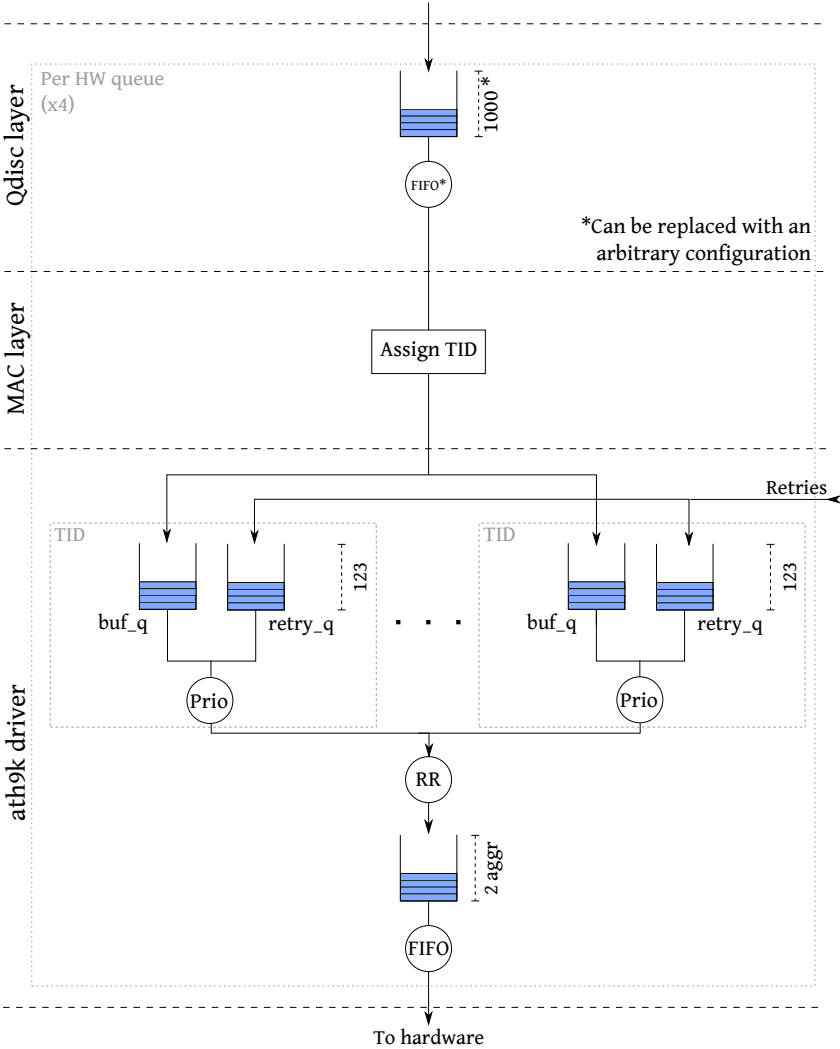 Per HW queue
(x4)
1000 *
Qdisc layer
FIFO*
*Can be replaced with an
arbitrary configuration
MAC layer
Assign TID
Retries
TID
TID
123
123
buf_q
retry_q
. . .
buf_q
retry_q
Prio
Prio
ath9k driver
RR
2 aggr
FIFO
To hardware